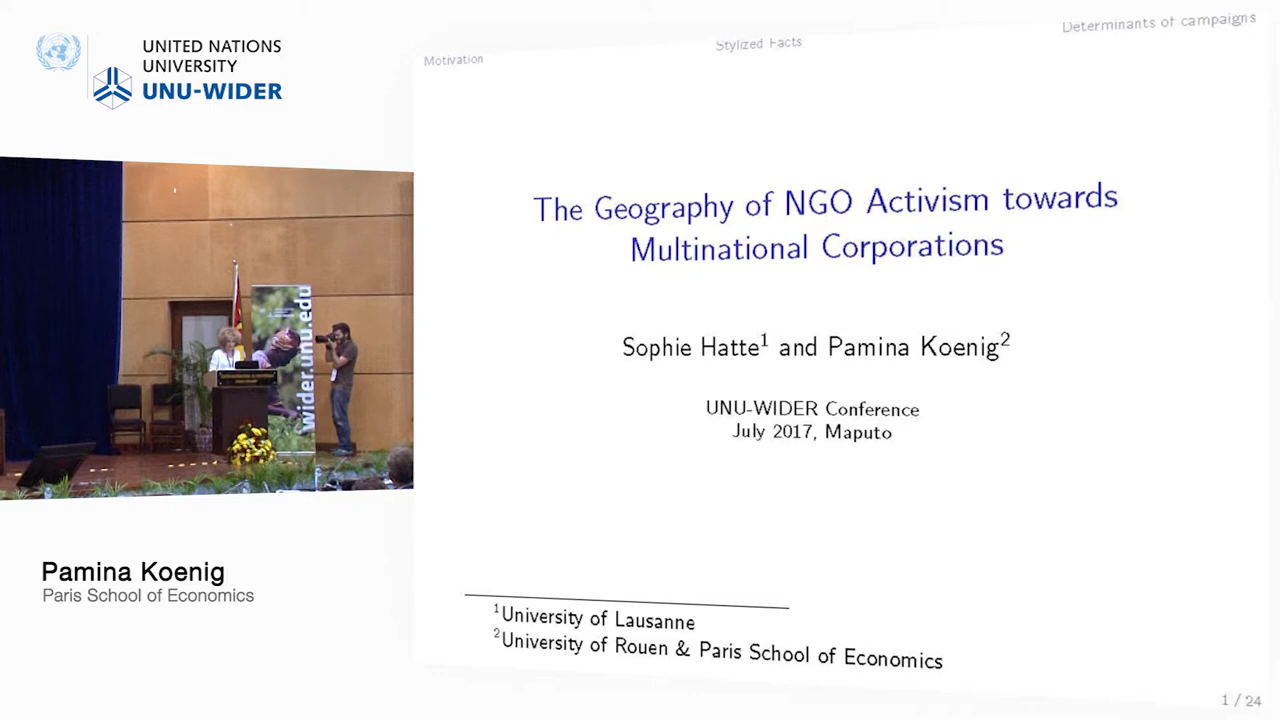 UNITED NATIONS
UNIVERSITY
UNU-WIDER
wider.unu.edu
Pamina Koenig
Paris School of Economics
Motivation
Stylized Facts
Determinants of campaigns
The Geography of NGO Activism towards
Multinational Corporations
Sophie Hatte¹ and Pamina Koenig²
UNU-WIDER Conference
July 2017, Maputo
¹University of Lausanne
²University of Rouen & Paris School of Economics
1 / 24